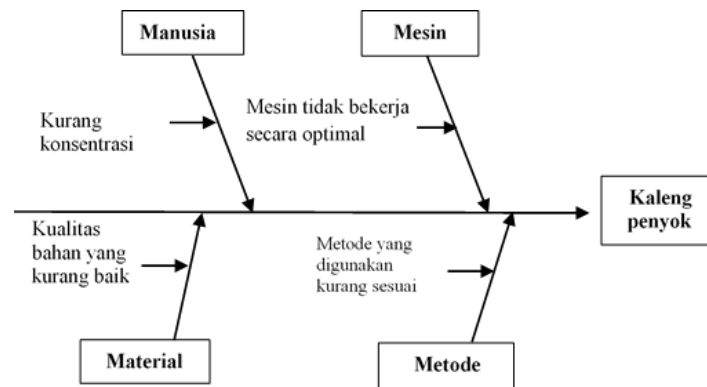 Manusia
Mesin
Kurang
konsentrasi
Mesin tidak bekerja
secara optimal
Kaleng
penyok
Kualitas
bahan yang
kurang baik
Metode yang
digunakan
kurang sesuai
Material
Metode